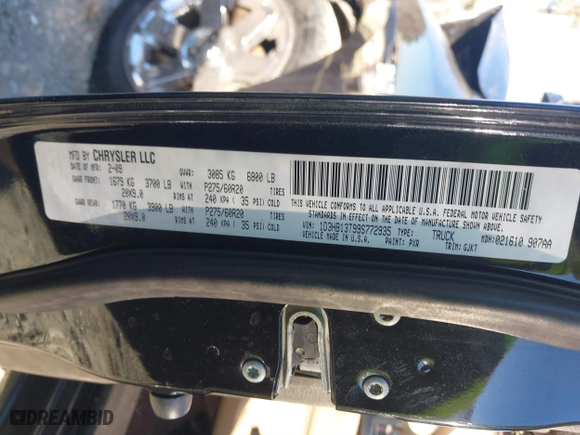 MFD BY CHRYSLER LLC
DATE OF MFR 2-09 GVWR: 3085 KG 6800 LB
GAWR FRONT: 1679 KG 3700 LB P275/60R20 TIRES
WITH 20X9.0 RIMS AT 240 KPA ( 35 PSI) COLD
GAWR REAR: 1770 KG 3900 LB P275/60R20 TIRES
WITH 20X9.0 RIMS AT 240 KPA ( 35 PSI) COLD
THIS VEHICLE CONFORMS TO ALL APPLICABLE U.S.A. FEDERAL MOTOR VEHICLE SAFETY
STANDARDS IN EFFECT ON THE DATE OF MANUFACTURE SHOWN ABOVE.
VIN: 1D3HB13T99S772935 TYPE: TRUCK
VEHICLE MADE IN U.S.A. PAINT: PXR TRIM: GJKT MDH: 021610 907AA
DREAMBID